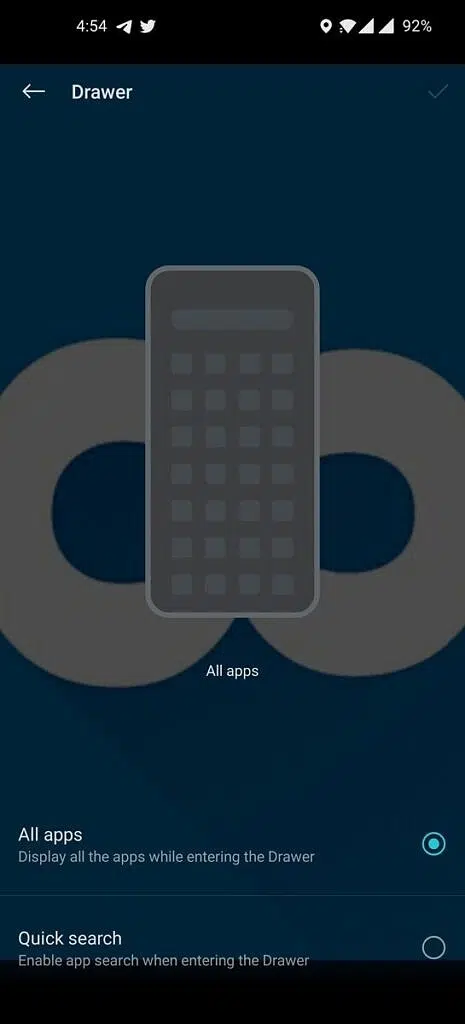 4:54 92%
Drawer
All apps
All apps
Display all the apps while entering the Drawer
Quick search
Enable app search when entering the Drawer